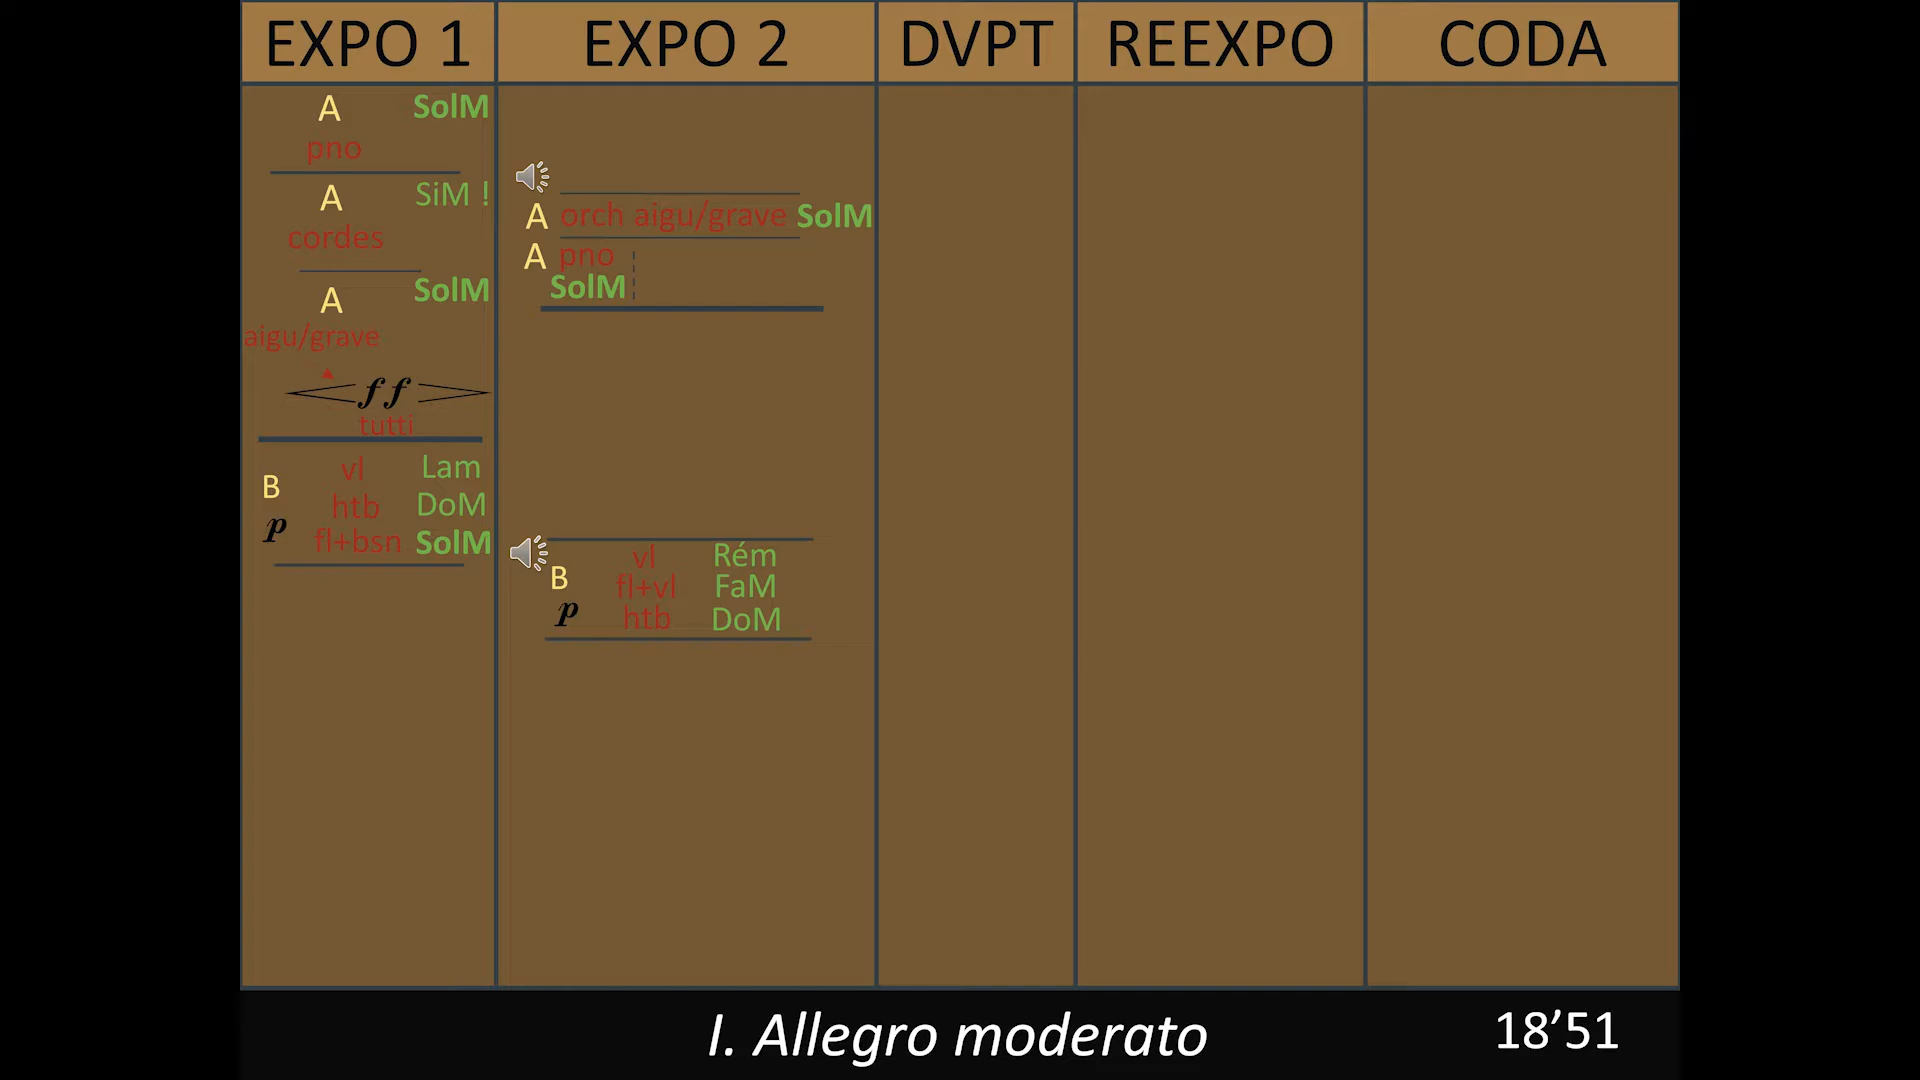 EXPO 1 EXPO 2 DVPT REEXPO CODA
A SolM
pno
A SiM !
cordes
A SolM
aigu/grave
ff
tutti
B vl Lam
htb DoM
p fl+bsn SolM
A orch aigu/grave SolM
A pno
SolM
vl Rém
B fl+vl FaM
p htb DoM
I. Allegro moderato 18’51